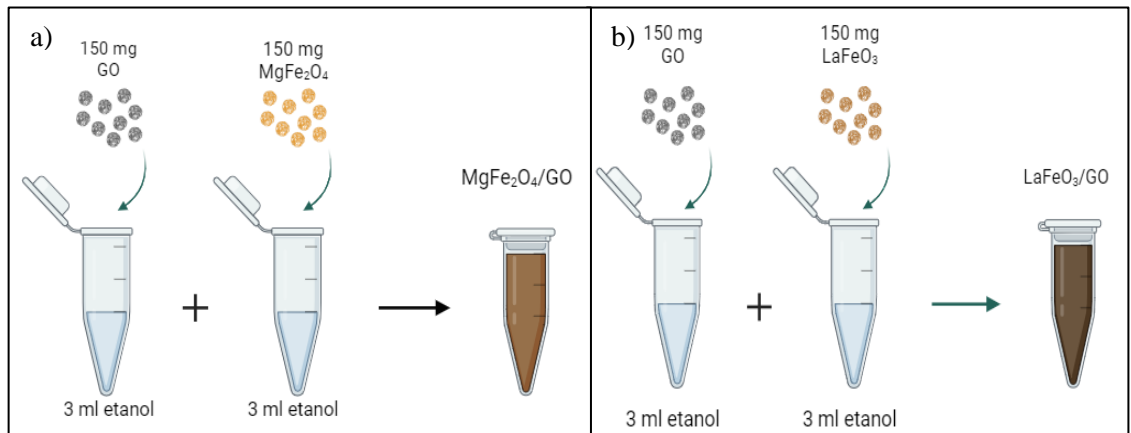 a)
150 mg
GO
150 mg
MgFe₂O₄
MgFe₂O₄/GO
+
3 ml etanol
3 ml etanol
b)
150 mg
GO
150 mg
LaFeO₃
LaFeO₃/GO
+
3 ml etanol
3 ml etanol